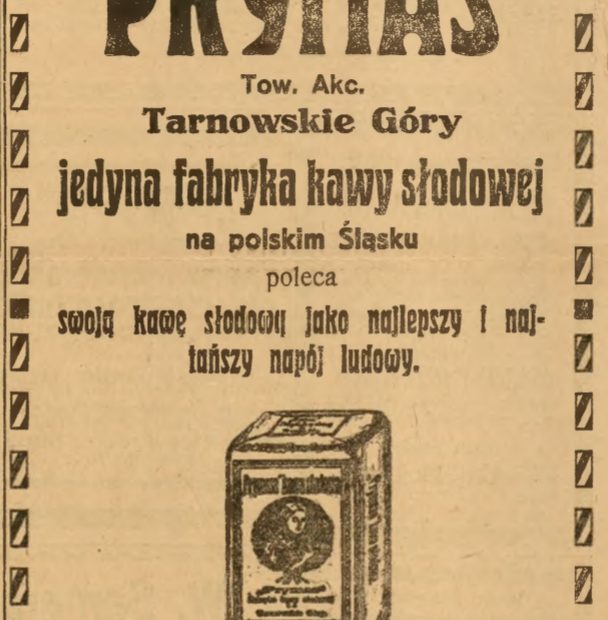 PRYMAS
Tow. Akc.
Tarnowskie Góry
jedyna fabryka kawy słodowej
na polskim Śląsku
poleca
swoją kawę słodową jako najlepszy i naj-
tańszy napój ludowy.